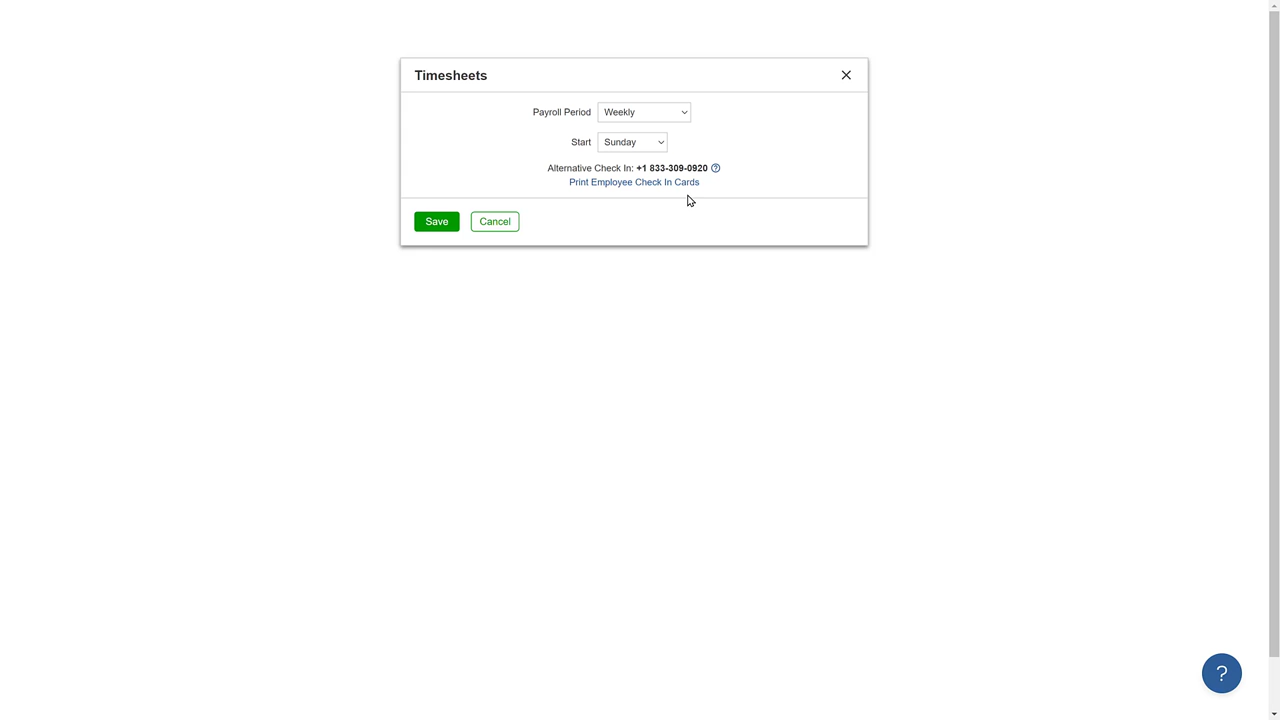 Timesheets
Payroll Period Weekly
Start Sunday
Alternative Check In: +1 833-309-0920 ?
Print Employee Check In Cards
Save Cancel
?